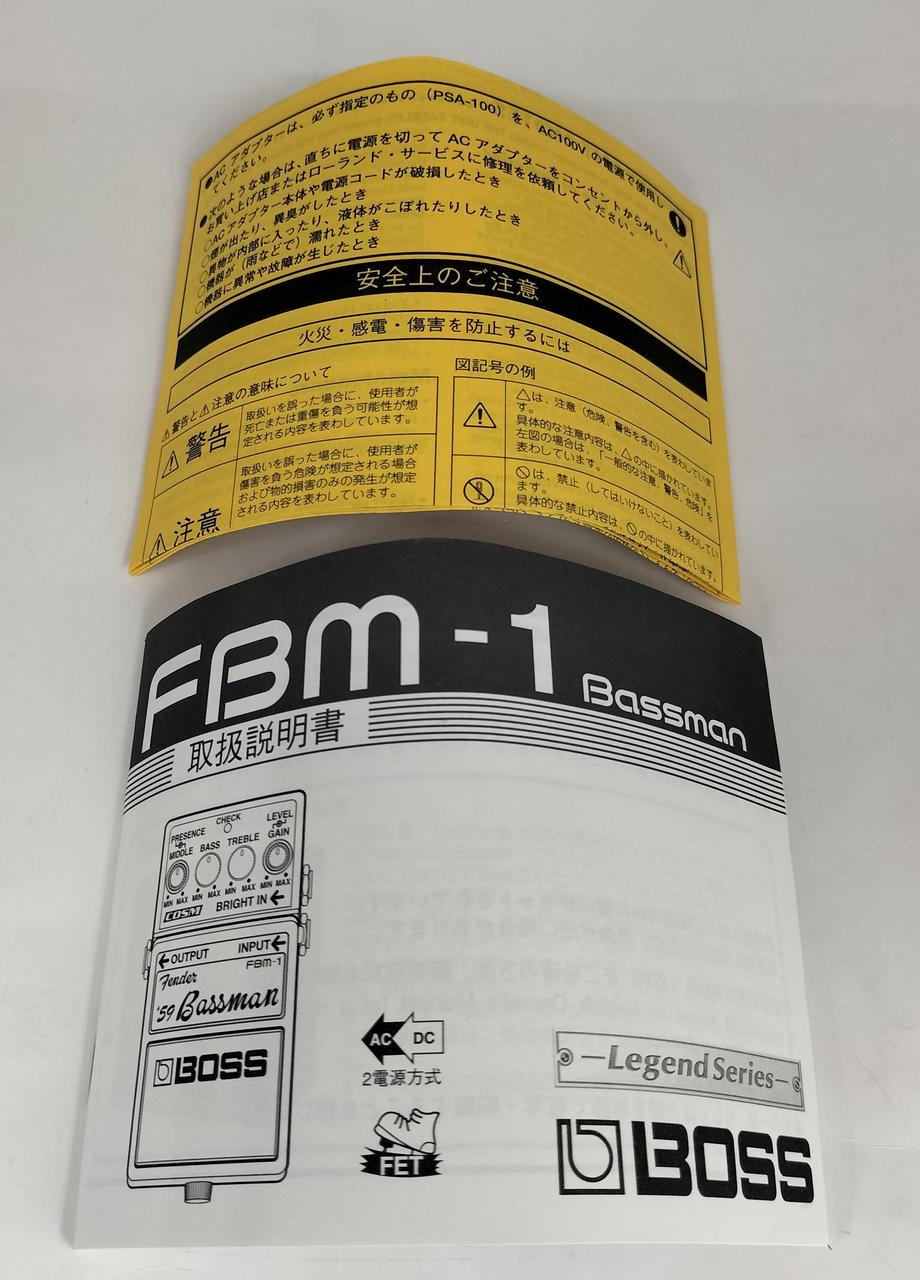 ●AC アダプターは、必ず指定のもの（PSA-100）を、AC100V の電源で使用し
てください。
●次のような場合は、直ちに電源を切って AC アダプターをコンセントから外し、
お買い上げ店またはローランド・サービスに修理を依頼してください。
○AC アダプター本体や電源コードが破損したとき
○煙が出たり、異臭がしたとき
○異物が内部に入ったり、液体がこぼれたりしたとき
○機器が（雨などで）濡れたとき
○機器に異常や故障が生じたとき
安全上のご注意
火災・感電・傷害を防止するには
⚠警告と⚠注意の意味について
⚠警告
取扱いを誤った場合に、使用者が
死亡または重傷を負う可能性が想
定される内容を表わしています。
⚠注意
取扱いを誤った場合に、使用者が
傷害を負う危険が想定される場合
および物的損害のみの発生が想定
される内容を表わしています。
図記号の例
△は、注意（危険、警告を含む）を表わしていま
す。
具体的な注意内容は、△の中に描かれています。
左図の場合は、「一般的な注意、警告、危険」を
表わしています。
🛇は、禁止（してはいけないこと）を表わしてい
ます。
具体的な禁止内容は、🛇の中に描かれています。
FBM-1 Bassman
取扱説明書
CHECK
LEVEL
PRESENCE
GAIN
MIDDLE BASS TREBLE
MIN MAX MIN MAX MIN MAX MIN MAX
COSM
BRIGHT IN←
←OUTPUT INPUT←
FBM-1
Fender
'59 Bassman
BOSS
AC DC
2電源方式
FET
—Legend Series—
BOSS